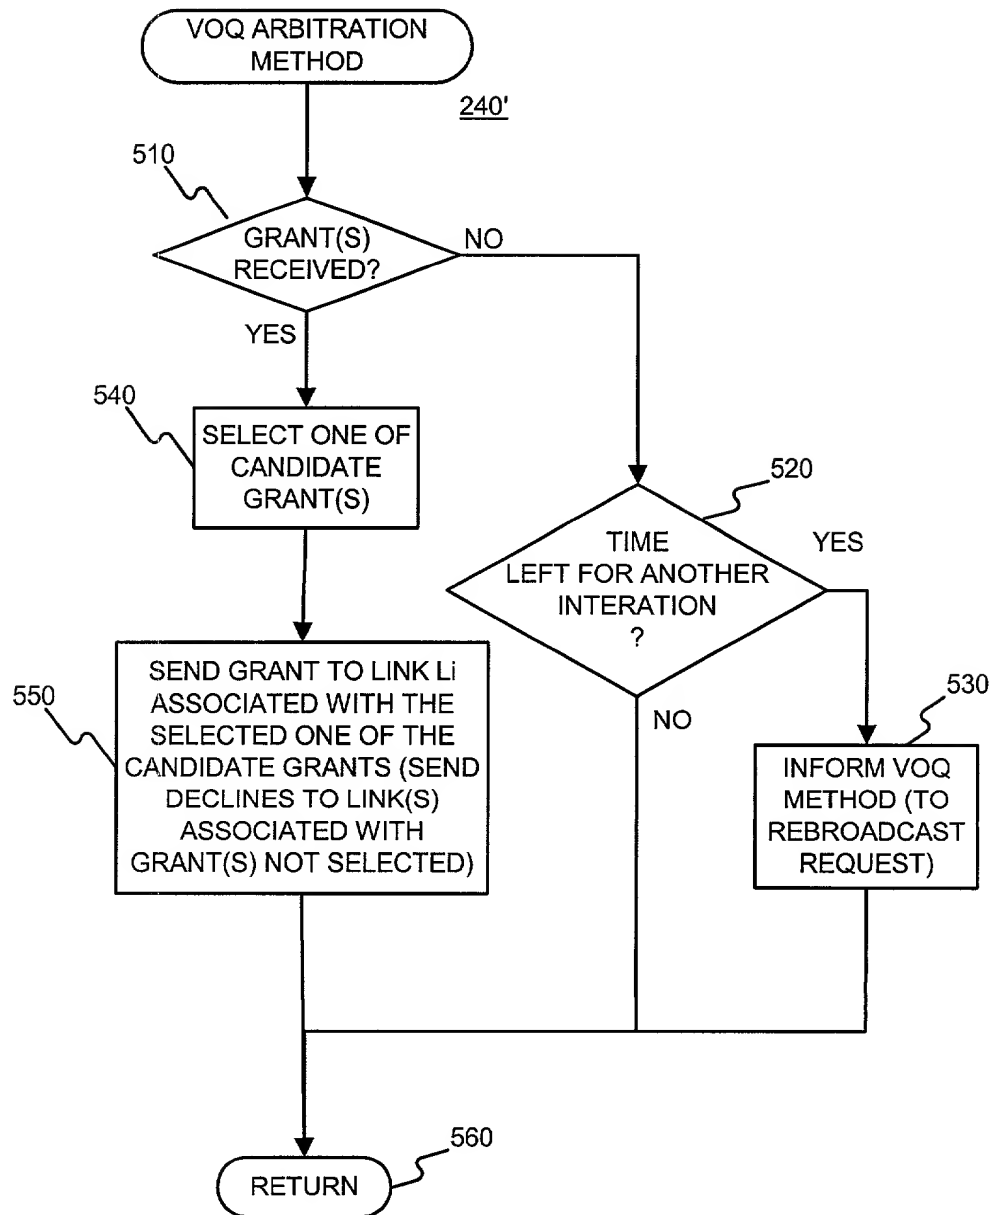 VOQ ARBITRATION
METHOD
240'
510
GRANT(S)
RECEIVED?
NO
YES
540
SELECT ONE OF
CANDIDATE
GRANT(S)
520
TIME
LEFT FOR ANOTHER
INTERATION
?
YES
NO
550
SEND GRANT TO LINK Li
ASSOCIATED WITH THE
SELECTED ONE OF THE
CANDIDATE GRANTS (SEND
DECLINES TO LINK(S)
ASSOCIATED WITH
GRANT(S) NOT SELECTED)
530
INFORM VOQ
METHOD (TO
REBROADCAST
REQUEST)
560
RETURN